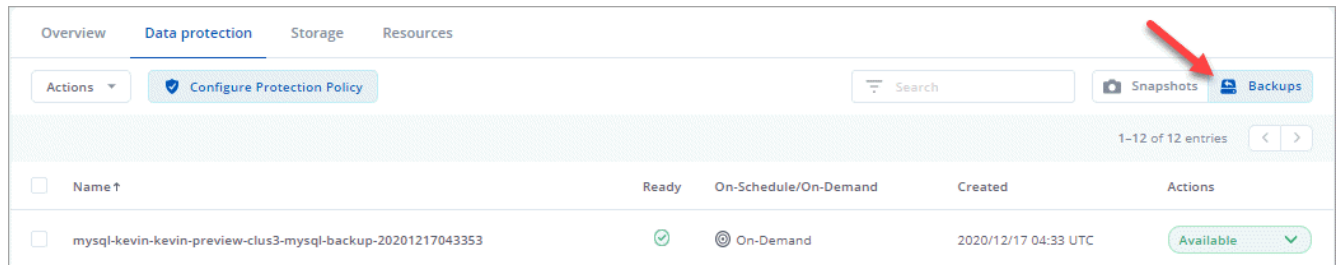 Overview Data protection Storage Resources
Actions Configure Protection Policy Search Snapshots Backups
1–12 of 12 entries < >
Name↑ Ready On-Schedule/On-Demand Created Actions
mysql-kevin-kevin-preview-clus3-mysql-backup-20201217043353 On-Demand 2020/12/17 04:33 UTC Available